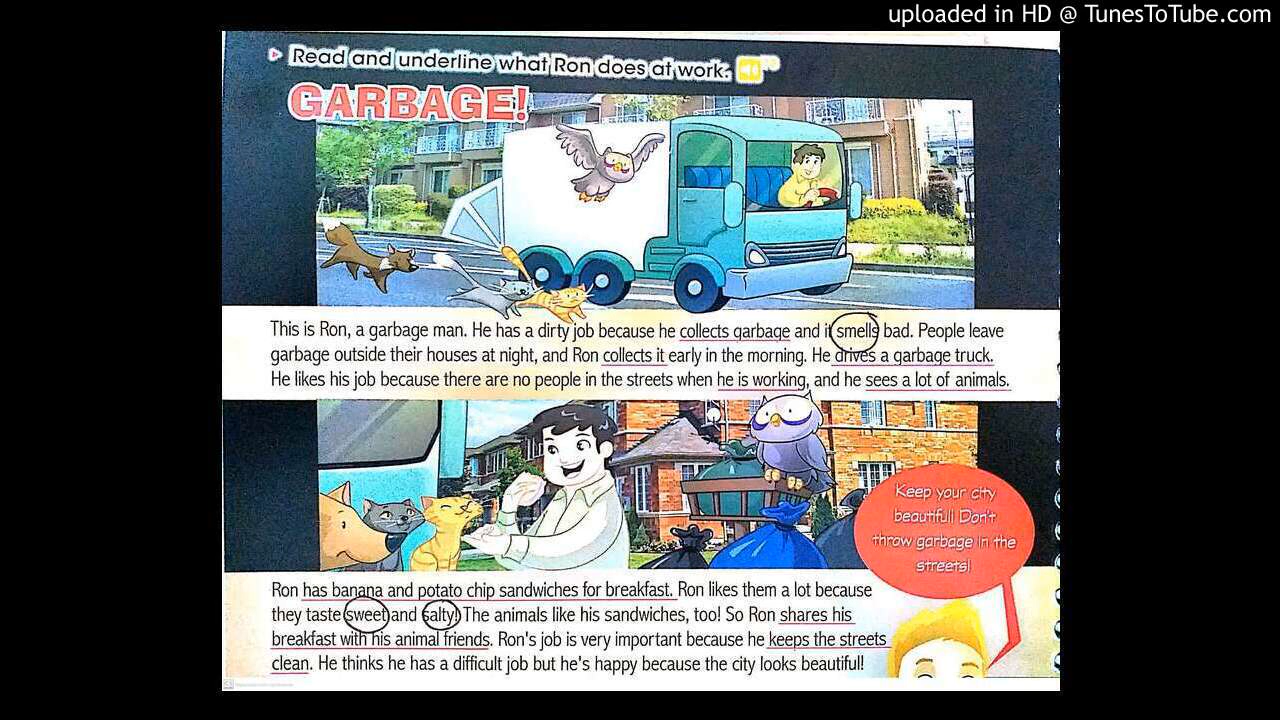 uploaded in HD @ TunesToTube.com
Read and underline what Ron does at work.
GARBAGE!
This is Ron, a garbage man. He has a dirty job because he collects garbage and it smells bad. People leave
garbage outside their houses at night, and Ron collects it early in the morning. He drives a garbage truck.
He likes his job because there are no people in the streets when he is working, and he sees a lot of animals.
Keep your city
beautiful! Don't
throw garbage in the
streets!
Ron has banana and potato chip sandwiches for breakfast. Ron likes them a lot because
they taste sweet and salty! The animals like his sandwiches, too! So Ron shares his
breakfast with his animal friends. Ron's job is very important because he keeps the streets
clean. He thinks he has a difficult job but he's happy because the city looks beautiful!